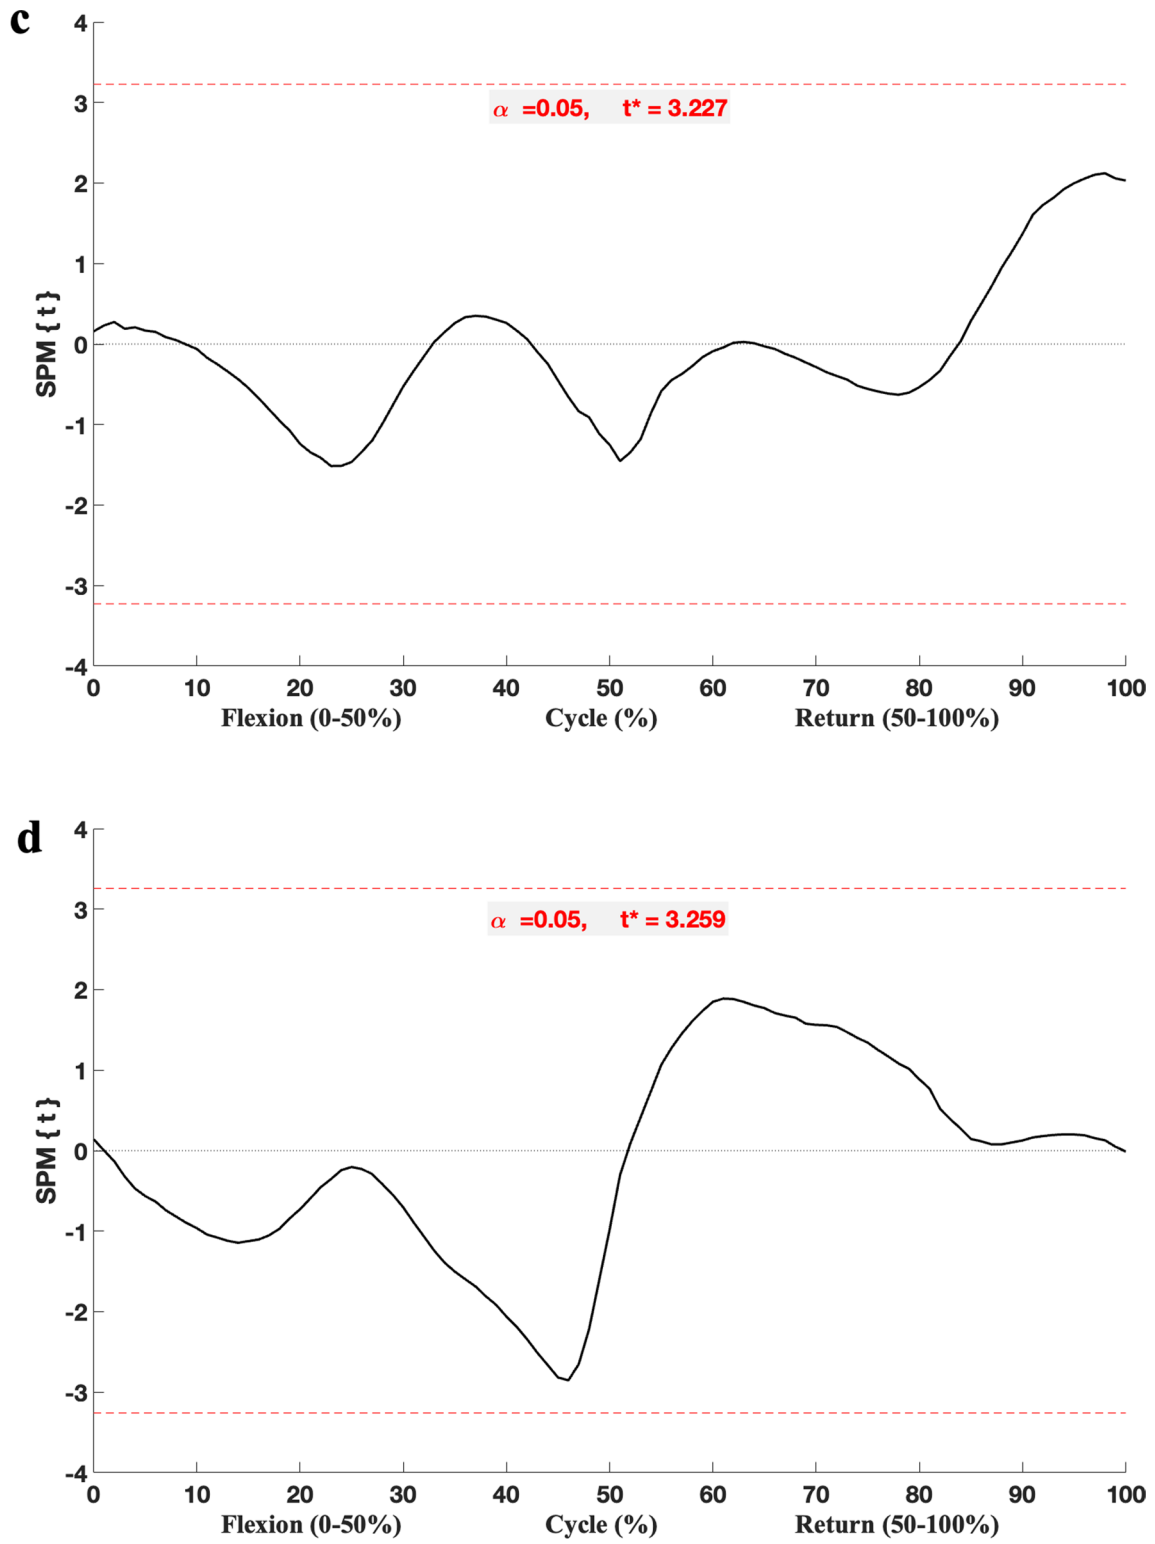 c
4
3
2
1
0
-1
-2
-3
-4
SPM { t }
α =0.05, t* = 3.227
0 10 20 30 40 50 60 70 80 90 100
Flexion (0-50%) Cycle (%) Return (50-100%)
d
4
3
2
1
0
-1
-2
-3
-4
SPM { t }
α =0.05, t* = 3.259
0 10 20 30 40 50 60 70 80 90 100
Flexion (0-50%) Cycle (%) Return (50-100%)